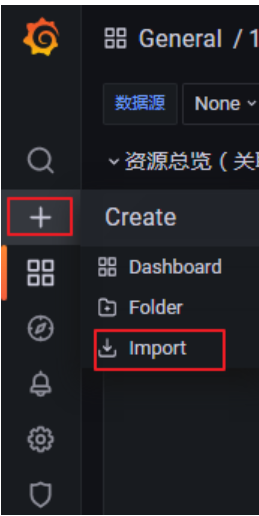 General / 1
数据源 None
资源总览（关
Create
Dashboard
Folder
Import